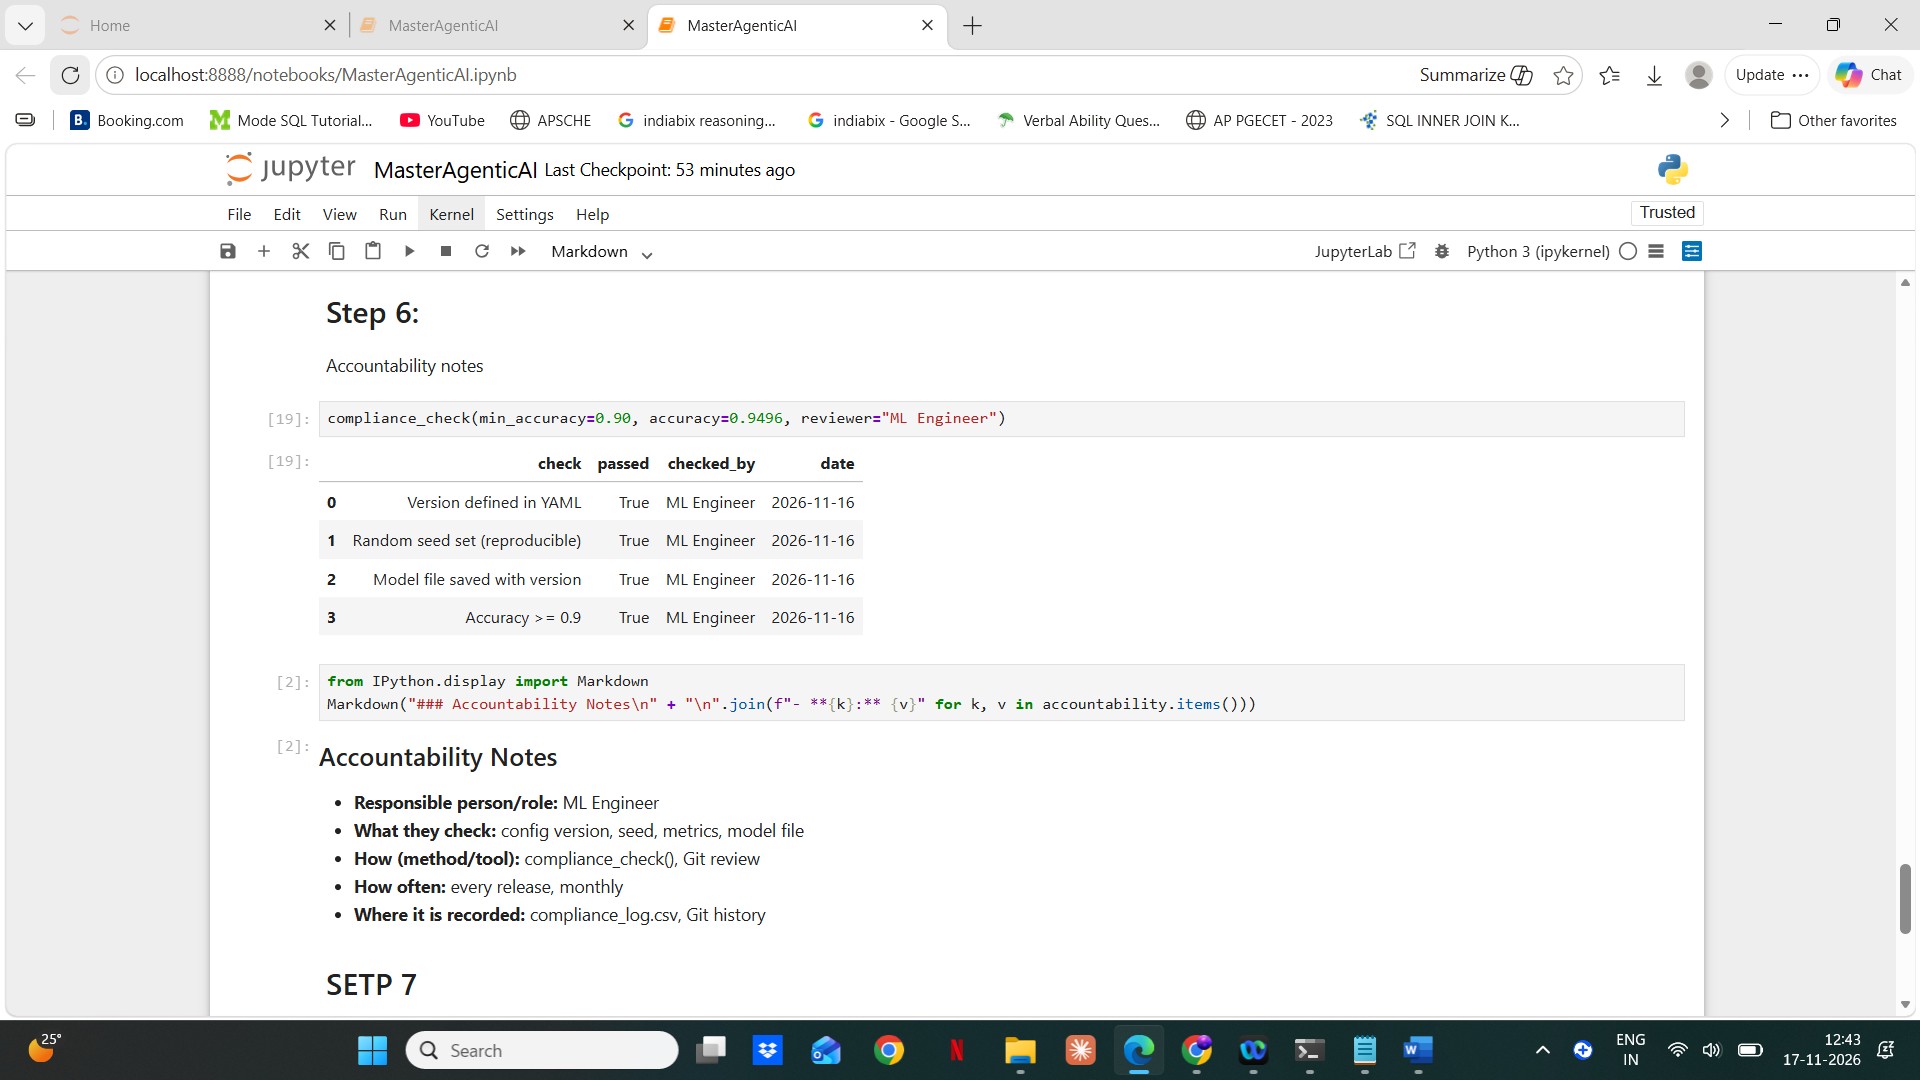 Home
MasterAgenticAI
MasterAgenticAI
localhost:8888/notebooks/MasterAgenticAI.ipynb
Summarize
Update
Chat
Booking.com
Mode SQL Tutorial...
YouTube
APSCHE
indiabix reasoning...
indiabix - Google S...
Verbal Ability Ques...
AP PGECET - 2023
SQL INNER JOIN K...
Other favorites
jupyter MasterAgenticAI Last Checkpoint: 53 minutes ago
File Edit View Run Kernel Settings Help
Trusted
Markdown
JupyterLab
Python 3 (ipykernel)
Step 6:
Accountability notes
[19]: compliance_check(min_accuracy=0.90, accuracy=0.9496, reviewer="ML Engineer")
[19]: check passed checked_by date
0 Version defined in YAML True ML Engineer 2026-11-16
1 Random seed set (reproducible) True ML Engineer 2026-11-16
2 Model file saved with version True ML Engineer 2026-11-16
3 Accuracy >= 0.9 True ML Engineer 2026-11-16
[2]: from IPython.display import Markdown
Markdown("### Accountability Notes\n" + "\n".join(f"- **{k}:** {v}" for k, v in accountability.items()))
[2]: Accountability Notes
• Responsible person/role: ML Engineer
• What they check: config version, seed, metrics, model file
• How (method/tool): compliance_check(), Git review
• How often: every release, monthly
• Where it is recorded: compliance_log.csv, Git history
SETP 7
25°
Search
ENG
IN
12:43
17-11-2026